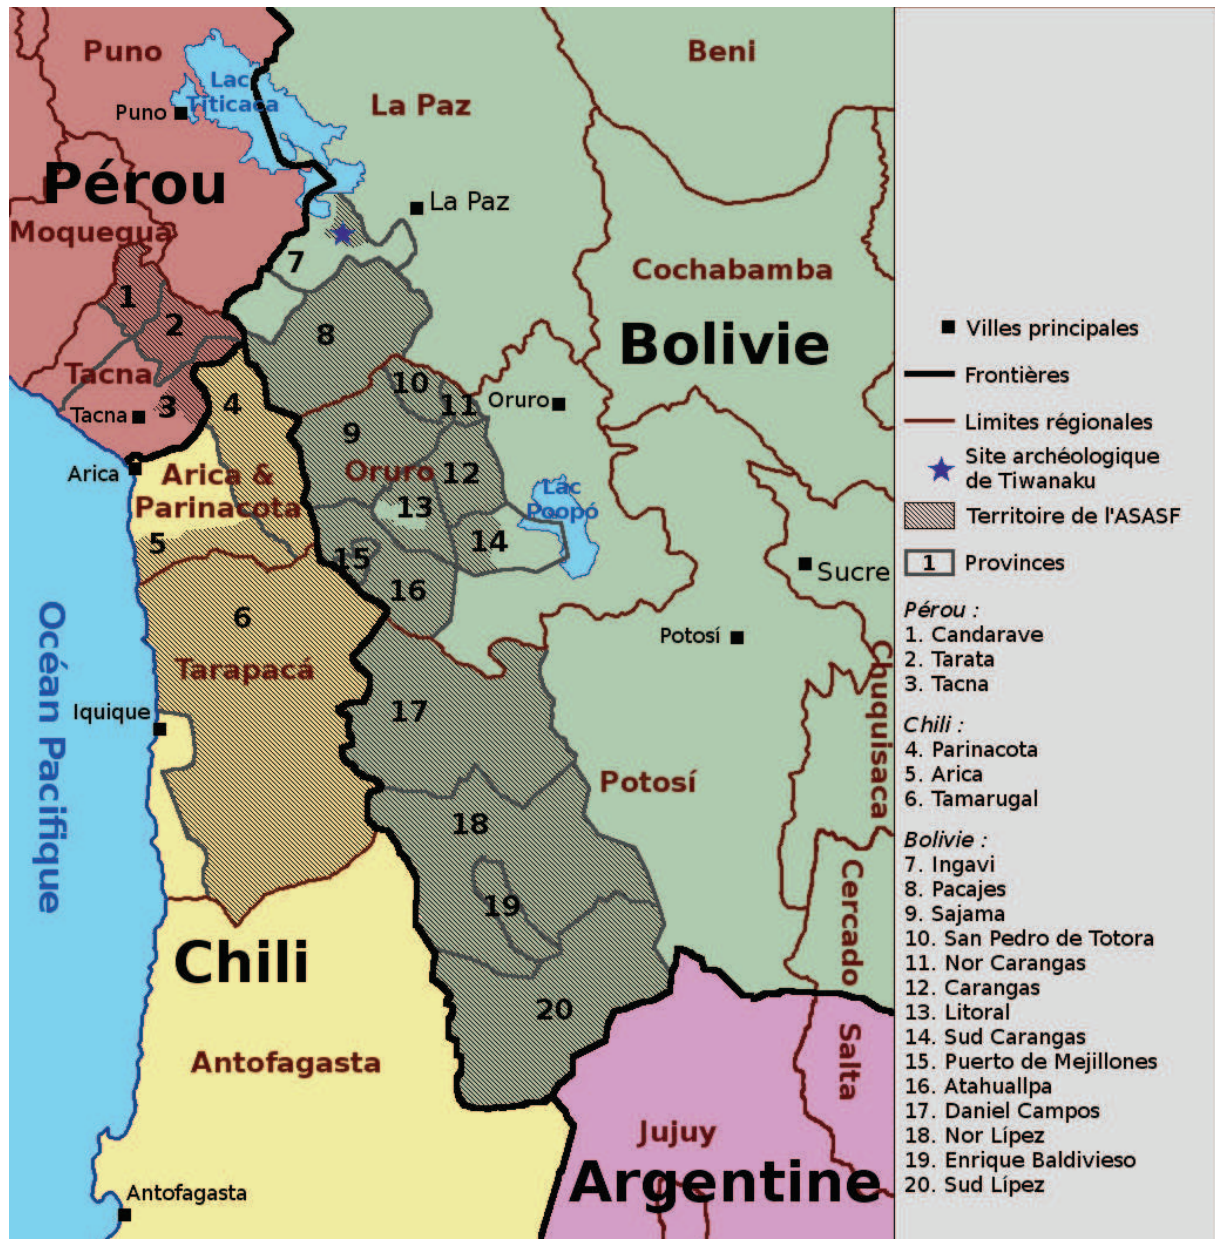 Puno
Beni
Lac
Titicaca
La Paz
Puno
Pérou
La Paz
Moquegua
7
Cochabamba
1
2
8
Bolivie
Tacna
10
4
3
11
Oruro
Tacna
9
Arica
Arica &
Parinacota
Oruro
12
Lac
Poopó
13
5
14
15
16
Sucre
6
Potosí
Tarapacá
Océan Pacifique
Chuquisaca
Iquique
17
Potosí
18
19
Cercado
Chili
20
Antofagasta
Salta
Jujuy
Argentine
Antofagasta
Villes principales
Frontières
Limites régionales
Site archéologique
de Tiwanaku
Territoire de l'ASASF
1 Provinces
Pérou :
1. Candarave
2. Tarata
3. Tacna
Chili :
4. Parinacota
5. Arica
6. Tamarugal
Bolivie :
7. Ingavi
8. Pacajes
9. Sajama
10. San Pedro de Totora
11. Nor Carangas
12. Carangas
13. Litoral
14. Sud Carangas
15. Puerto de Mejillones
16. Atahuallpa
17. Daniel Campos
18. Nor Lípez
19. Enrique Baldivieso
20. Sud Lípez